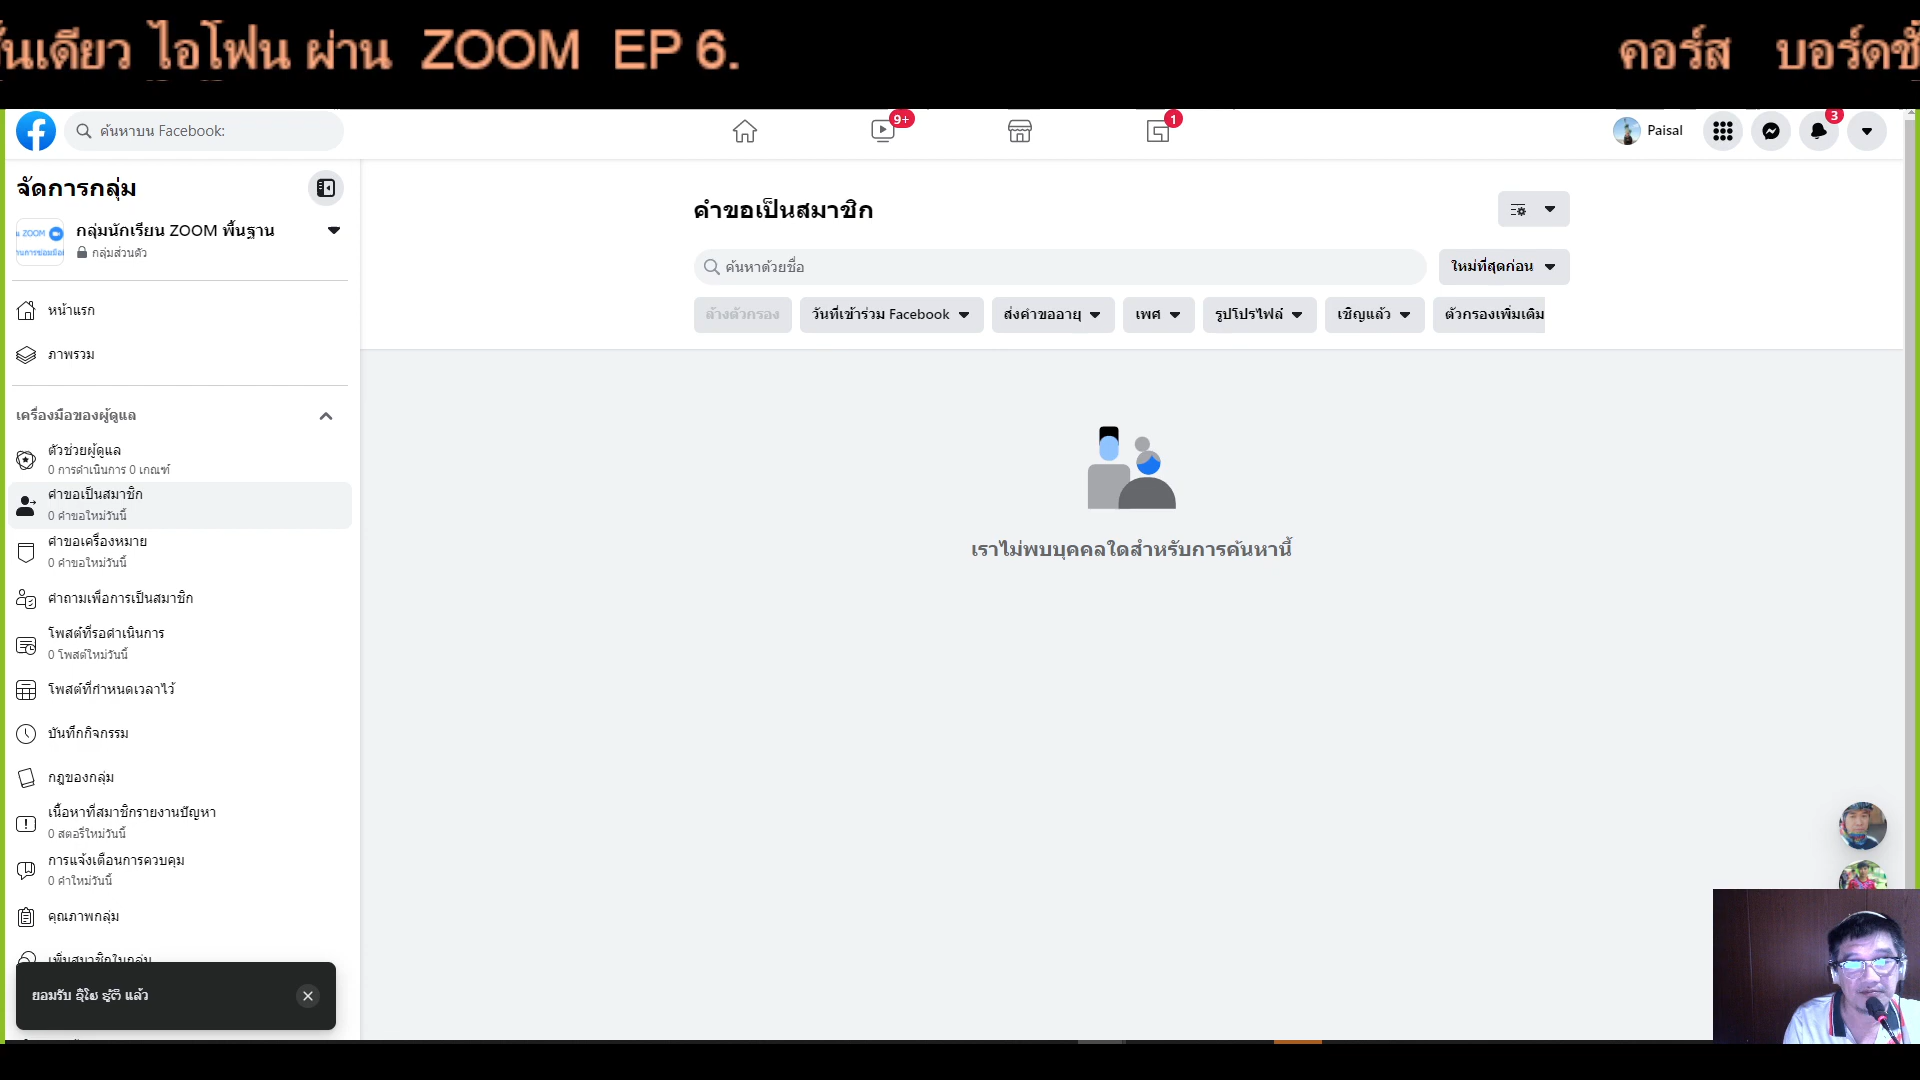 ั้นเดียว ไอโฟน ผ่าน ZOOM EP 6.
คอร์ส บอร์ดชั้
ค้นหาบน Facebook:
9+
1
Paisal
3
จัดการกลุ่ม
กลุ่มนักเรียน ZOOM พื้นฐาน
กลุ่มส่วนตัว
หน้าแรก
ภาพรวม
เครื่องมือของผู้ดูแล
ตัวช่วยผู้ดูแล
0 การดำเนินการ 0 เกณฑ์
คำขอเป็นสมาชิก
0 คำขอใหม่วันนี้
คำขอเครื่องหมาย
0 คำขอใหม่วันนี้
คำถามเพื่อการเป็นสมาชิก
โพสต์ที่รอดำเนินการ
0 โพสต์ใหม่วันนี้
โพสต์ที่กำหนดเวลาไว้
บันทึกกิจกรรม
กฎของกลุ่ม
เนื้อหาที่สมาชิกรายงานปัญหา
0 สตอรี่ใหม่วันนี้
การแจ้งเตือนการควบคุม
0 คำใหม่วันนี้
คุณภาพกลุ่ม
เพิ่มสมาชิกในกลุ่ม
ยอมรับ ซูโฮ รูตี แล้ว
คำขอเป็นสมาชิก
ค้นหาด้วยชื่อ
ใหม่ที่สุดก่อน
ล้างตัวกรอง
วันที่เข้าร่วม Facebook
ส่งคำขออายุ
เพศ
รูปโปรไฟล์
เชิญแล้ว
ตัวกรองเพิ่มเติม
เราไม่พบบุคคลใดสำหรับการค้นหานี้